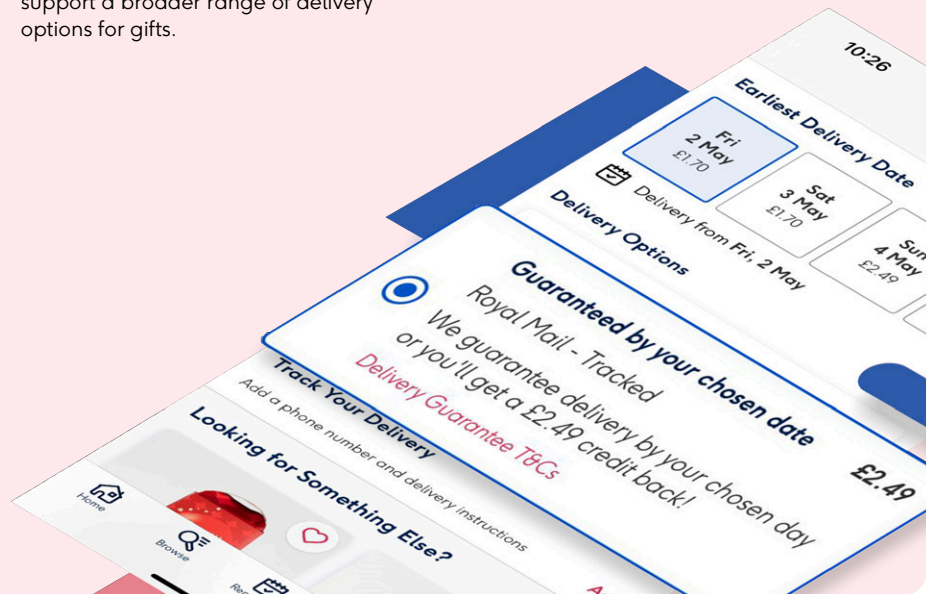 support a broader range of delivery
options for gifts.
10:26
Earliest Delivery Date
Fri
2 May
£1.70
Sat
3 May
£1.70
Sun
4 May
£2.49
Delivery from Fri, 2 May
Delivery Options
Guaranteed by your chosen date
£2.49
Royal Mail - Tracked
We guarantee delivery by your chosen day
or you'll get a £2.49 credit back!
Delivery Guarantee T&Cs
Track Your Delivery
Add a phone number and delivery instructions
Looking for Something Else?
Home
Browse